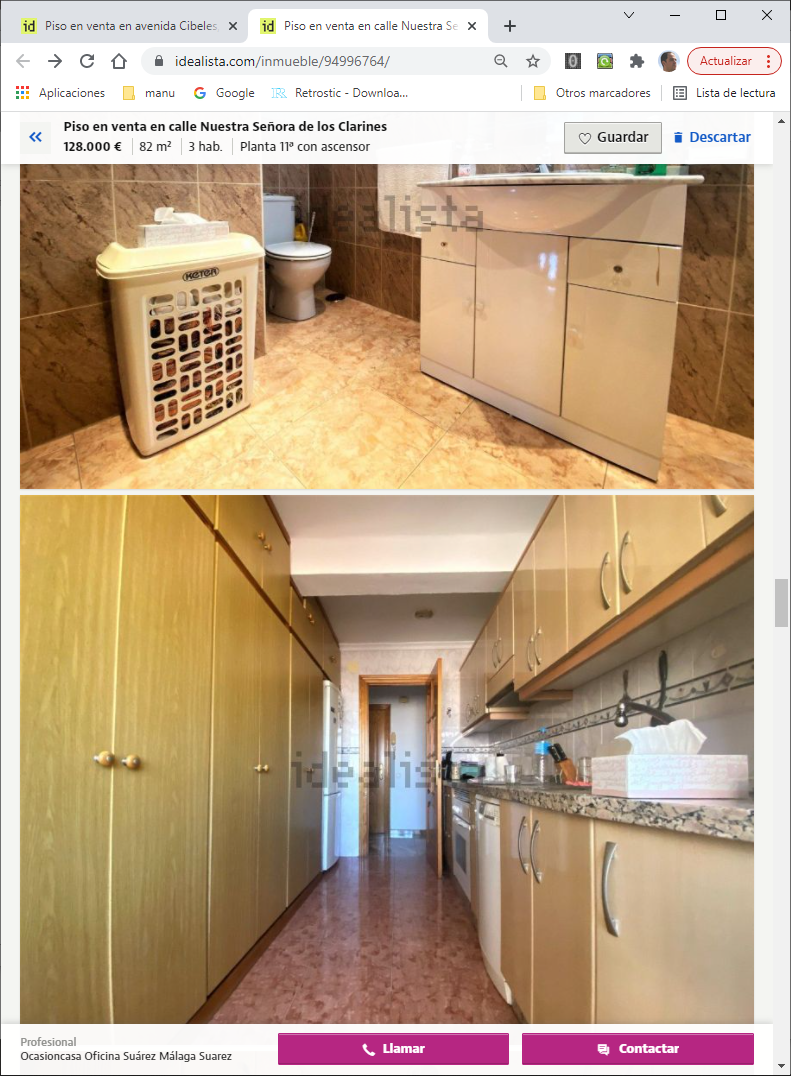 Piso en venta en avenida Cibeles,
Piso en venta en calle Nuestra Se
idealista.com/inmueble/94996764/
Actualizar
Aplicaciones
manu
Google
Retrostic - Downloa...
Otros marcadores
Lista de lectura
Piso en venta en calle Nuestra Señora de los Clarines
128.000 € 82 m² 3 hab. Planta 11ª con ascensor
Guardar
Descartar
idealista
KETER
idealista
Profesional
Ocasioncasa Oficina Suárez Málaga Suarez
Llamar
Contactar